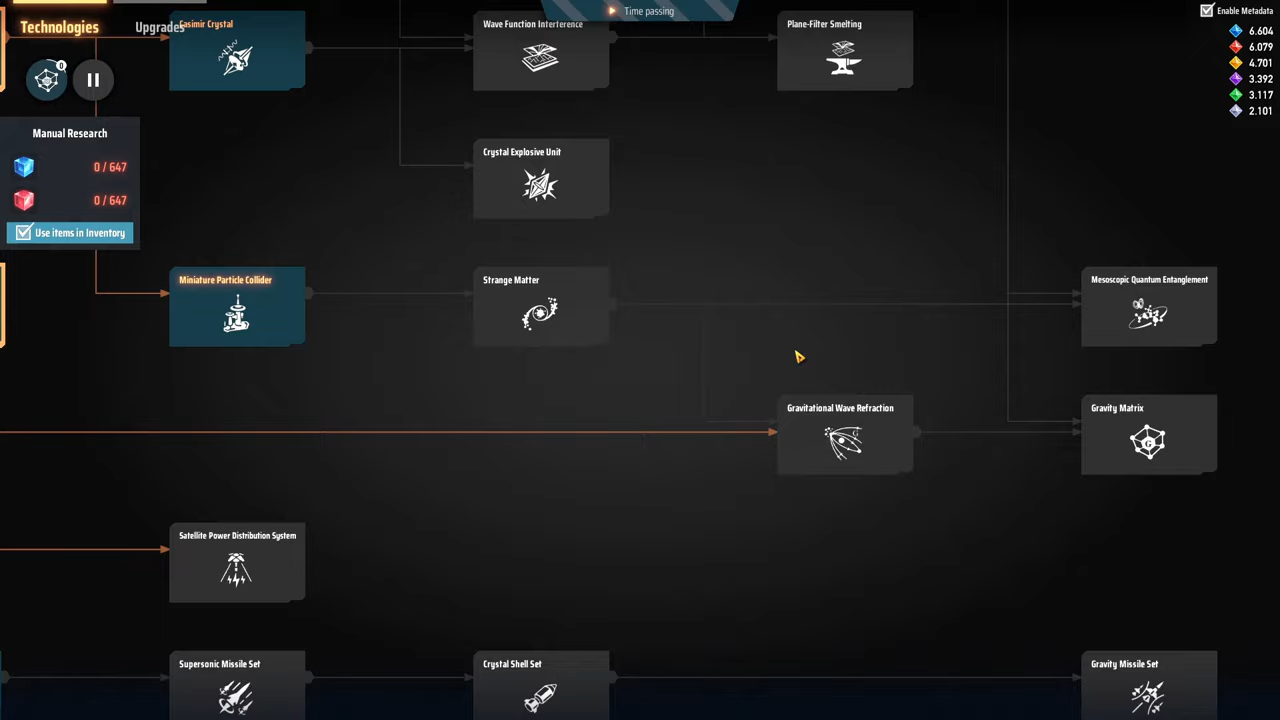 Time passing
Enable Metadata
Technologies
Upgrades
Casimir Crystal
Wave Function Interference
Plane-Filter Smelting
6.604
6.079
4.701
3.392
3.117
2.101
0
Manual Research
0 / 647
0 / 647
Use items in Inventory
Crystal Explosive Unit
Miniature Particle Collider
Strange Matter
Mesoscopic Quantum Entanglement
Gravitational Wave Refraction
Gravity Matrix
G
G
Satellite Power Distribution System
Supersonic Missile Set
Crystal Shell Set
Gravity Missile Set